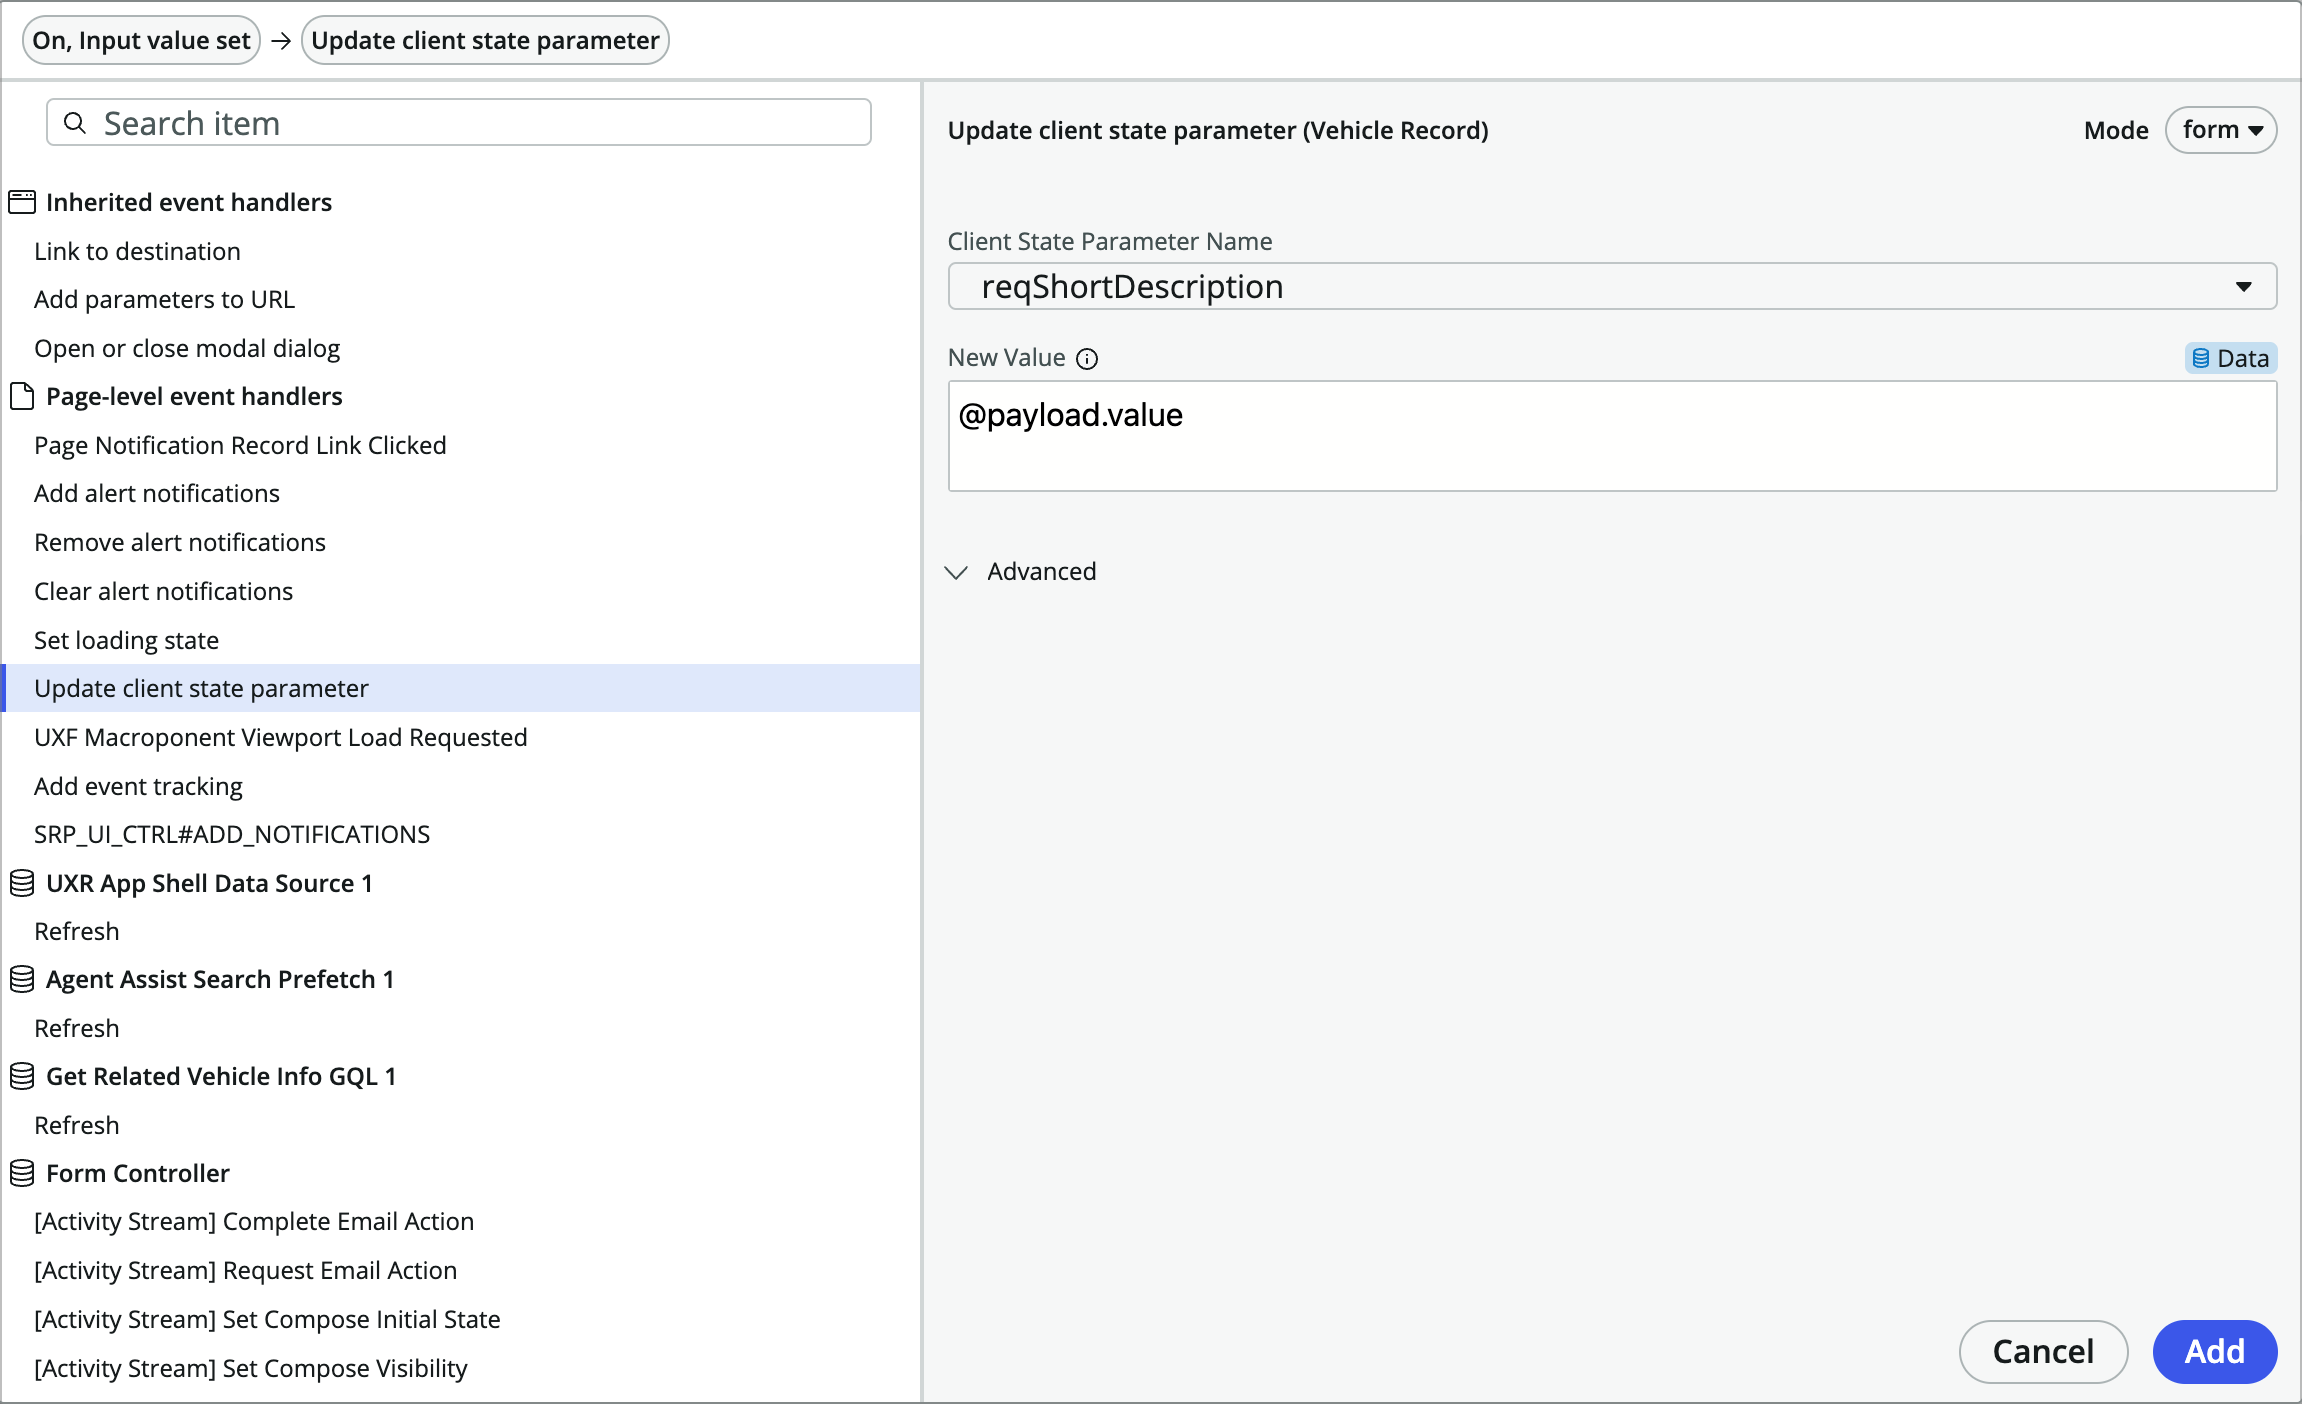 On, Input value set → Update client state parameter
Search item
Inherited event handlers
Link to destination
Add parameters to URL
Open or close modal dialog
Page-level event handlers
Page Notification Record Link Clicked
Add alert notifications
Remove alert notifications
Clear alert notifications
Set loading state
Update client state parameter
UXF Macroponent Viewport Load Requested
Add event tracking
SRP_UI_CTRL#ADD_NOTIFICATIONS
UXR App Shell Data Source 1
Refresh
Agent Assist Search Prefetch 1
Refresh
Get Related Vehicle Info GQL 1
Refresh
Form Controller
[Activity Stream] Complete Email Action
[Activity Stream] Request Email Action
[Activity Stream] Set Compose Initial State
[Activity Stream] Set Compose Visibility
Update client state parameter (Vehicle Record)
Mode form
Client State Parameter Name
reqShortDescription
New Value
Data
@payload.value
Advanced
Cancel Add